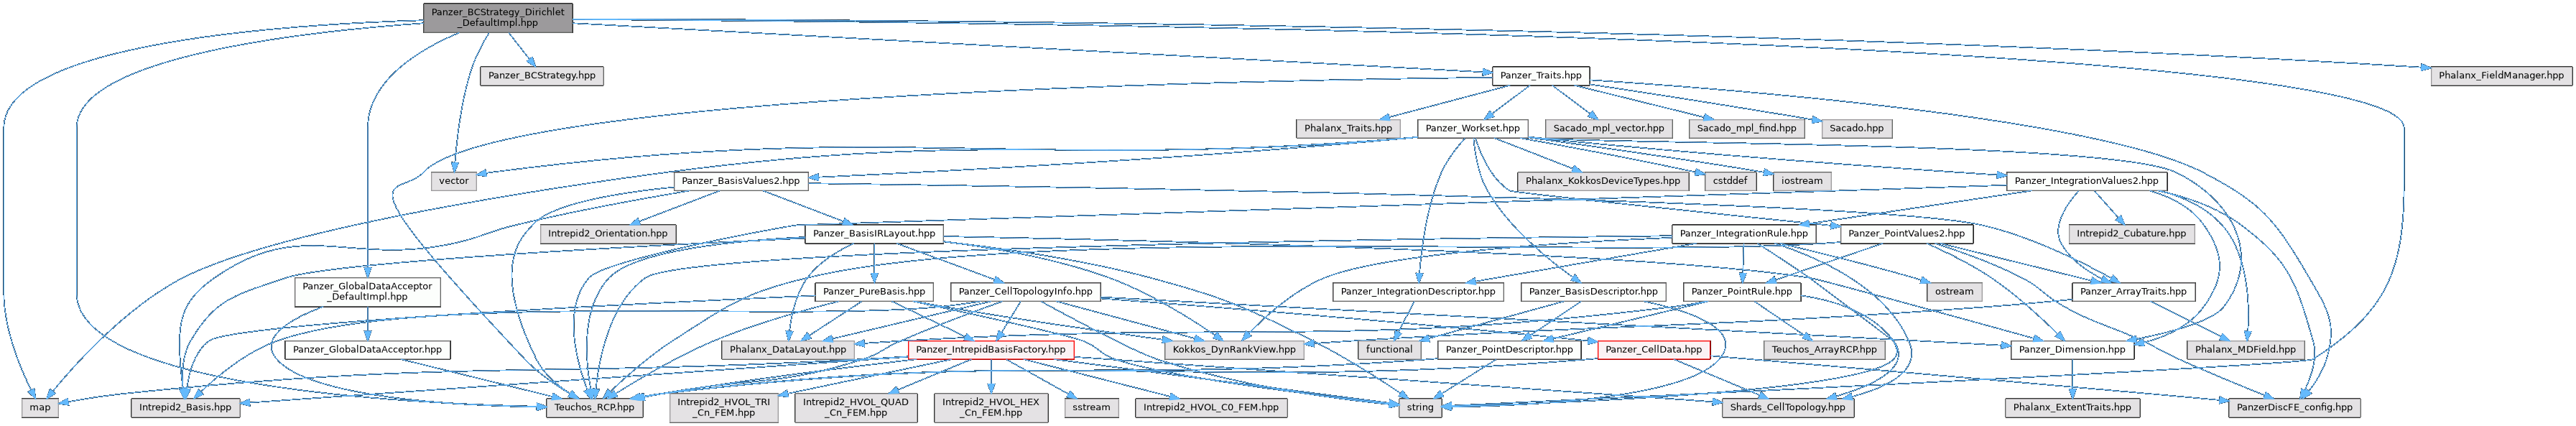 Panzer_BCStrategy_Dirichlet
_DefaultImpl.hpp
Panzer_BCStrategy.hpp
Panzer_Traits.hpp
Phalanx_FieldManager.hpp
Phalanx_Traits.hpp
Panzer_Workset.hpp
Sacado_mpl_vector.hpp
Sacado_mpl_find.hpp
Sacado.hpp
vector
Panzer_BasisValues2.hpp
Phalanx_KokkosDeviceTypes.hpp
cstddef
iostream
Panzer_IntegrationValues2.hpp
Intrepid2_Orientation.hpp
Panzer_BasisIRLayout.hpp
Panzer_IntegrationRule.hpp
Panzer_PointValues2.hpp
Intrepid2_Cubature.hpp
Panzer_GlobalDataAcceptor
_DefaultImpl.hpp
Panzer_PureBasis.hpp
Panzer_CellTopologyInfo.hpp
Panzer_IntegrationDescriptor.hpp
Panzer_BasisDescriptor.hpp
Panzer_PointRule.hpp
ostream
Panzer_ArrayTraits.hpp
Panzer_GlobalDataAcceptor.hpp
Phalanx_DataLayout.hpp
Panzer_IntrepidBasisFactory.hpp
Kokkos_DynRankView.hpp
functional
Panzer_PointDescriptor.hpp
Panzer_CellData.hpp
Teuchos_ArrayRCP.hpp
Panzer_Dimension.hpp
Phalanx_MDField.hpp
map
Intrepid2_Basis.hpp
Teuchos_RCP.hpp
Intrepid2_HVOL_TRI
_Cn_FEM.hpp
Intrepid2_HVOL_QUAD
_Cn_FEM.hpp
Intrepid2_HVOL_HEX
_Cn_FEM.hpp
sstream
Intrepid2_HVOL_C0_FEM.hpp
string
Shards_CellTopology.hpp
Phalanx_ExtentTraits.hpp
PanzerDiscFE_config.hpp